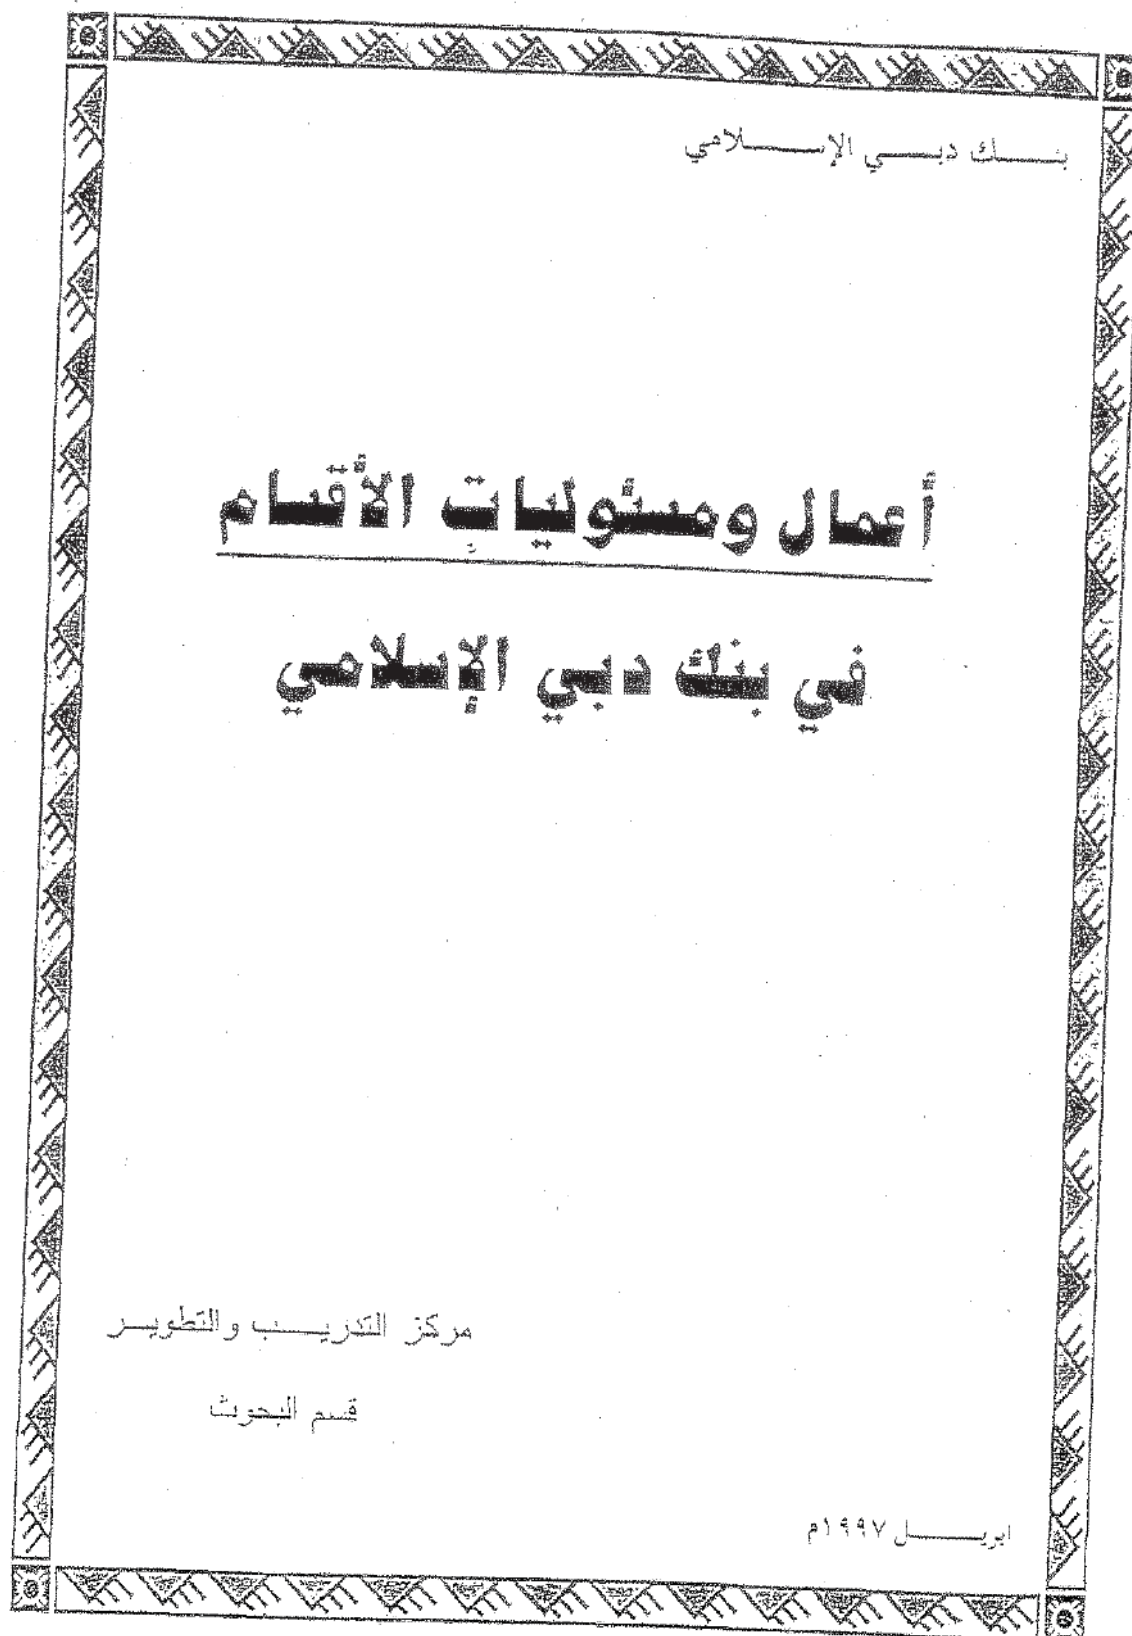 بنك دبي الإسلامي
أعمال ومسئوليات الأقسام
في بنك دبي الإسلامي
مركز التدريب والتطوير
قسم البحوث
ابريل ١٩٩٧م